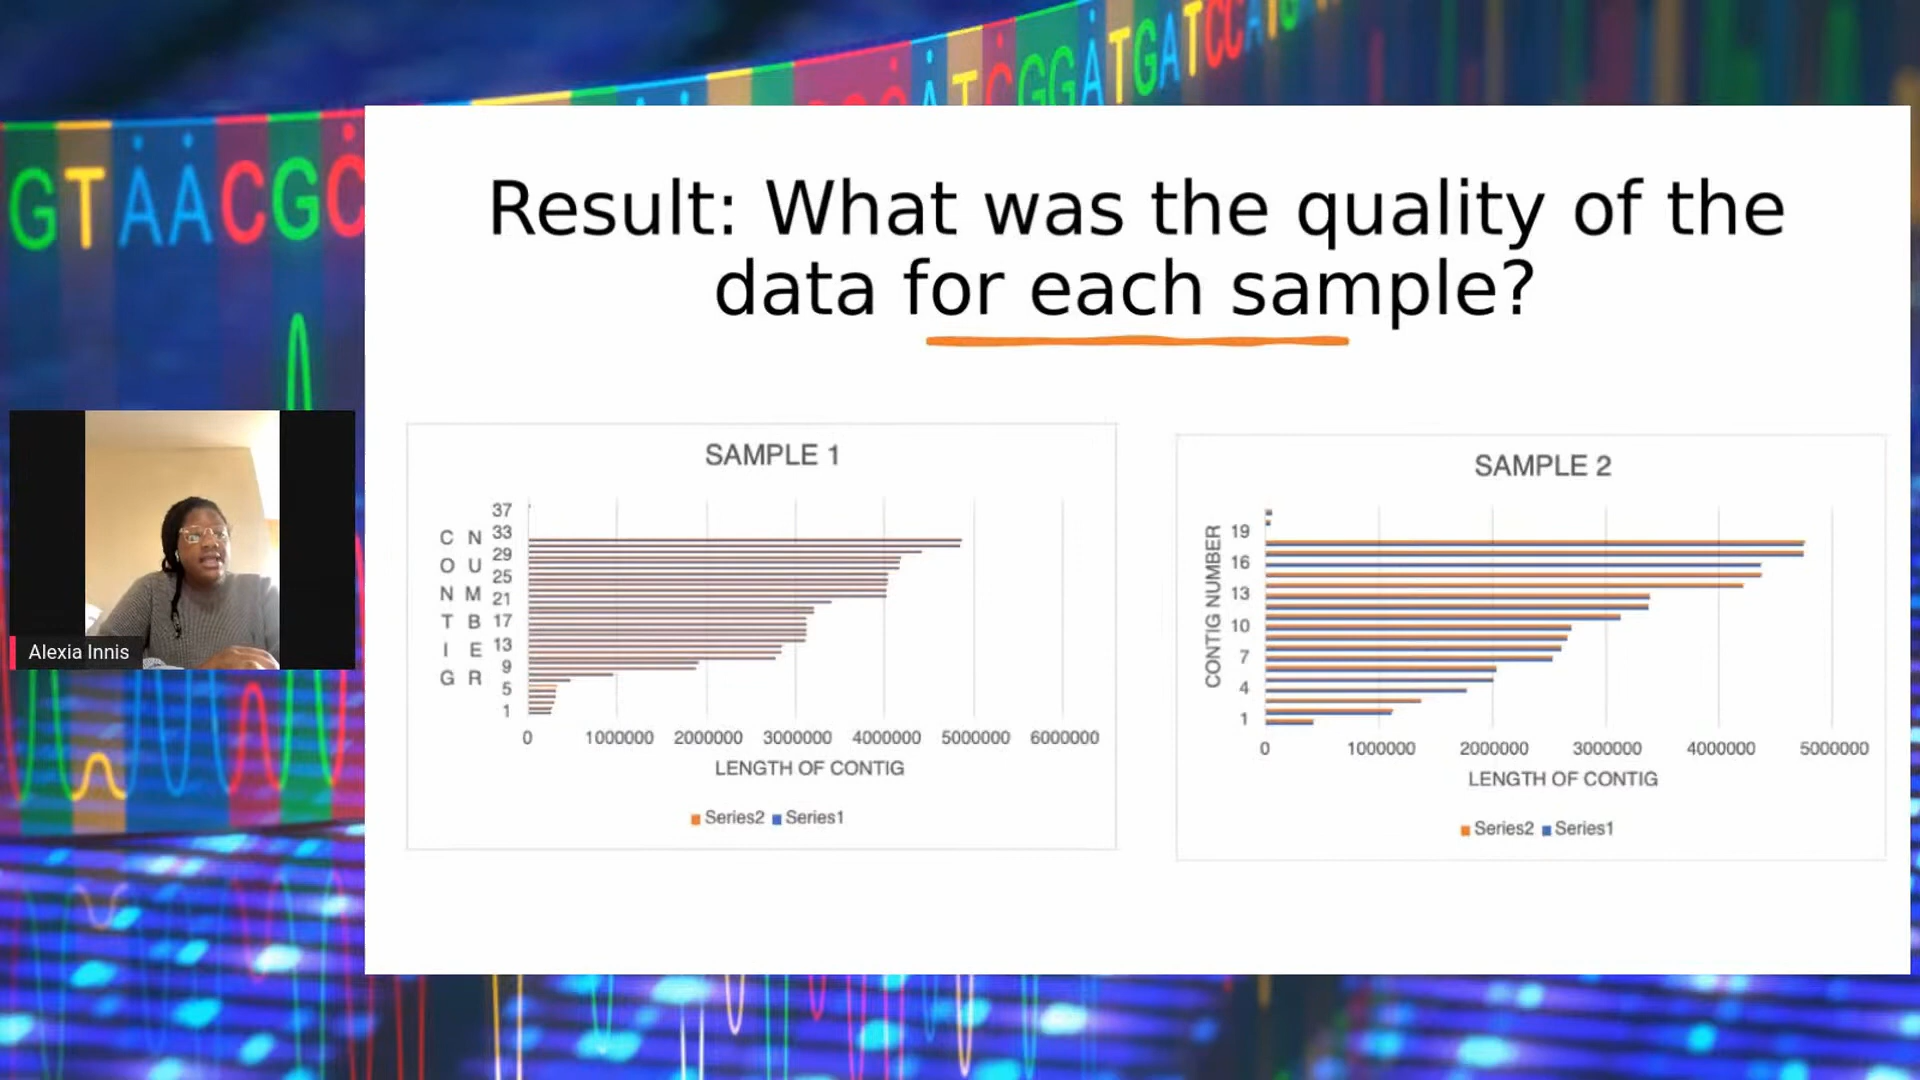 GTAACGC
ATCGGATGATCCATG
Result: What was the quality of the
data for each sample?
SAMPLE 1
CONTIG
NUMBER
37
33
29
25
21
17
13
9
5
1
0 1000000 2000000 3000000 4000000 5000000 6000000
LENGTH OF CONTIG
Series2 Series1
SAMPLE 2
CONTIG NUMBER
19
16
13
10
7
4
1
0 1000000 2000000 3000000 4000000 5000000
LENGTH OF CONTIG
Series2 Series1
Alexia Innis